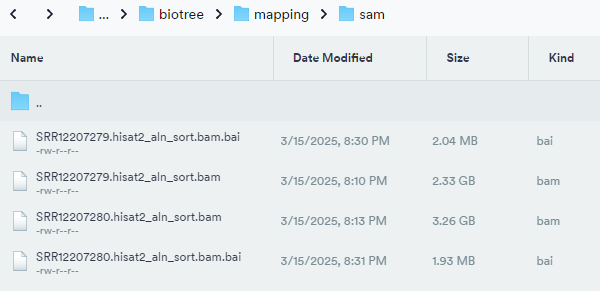 ... biotree mapping sam
Name Date Modified Size Kind
..
SRR12207279.hisat2_aln_sort.bam.bai 3/15/2025, 8:30 PM 2.04 MB bai
-rw-r--r--
SRR12207279.hisat2_aln_sort.bam 3/15/2025, 8:10 PM 2.33 GB bam
-rw-r--r--
SRR12207280.hisat2_aln_sort.bam 3/15/2025, 8:13 PM 3.26 GB bam
-rw-r--r--
SRR12207280.hisat2_aln_sort.bam.bai 3/15/2025, 8:31 PM 1.93 MB bai
-rw-r--r--